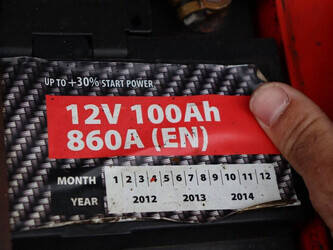 UP TO +30% START POWER
12V 100Ah
860A (EN)
MONTH 1 2 3 4 5 6 7 8 9 10 11 12
YEAR 2012 2013 2014